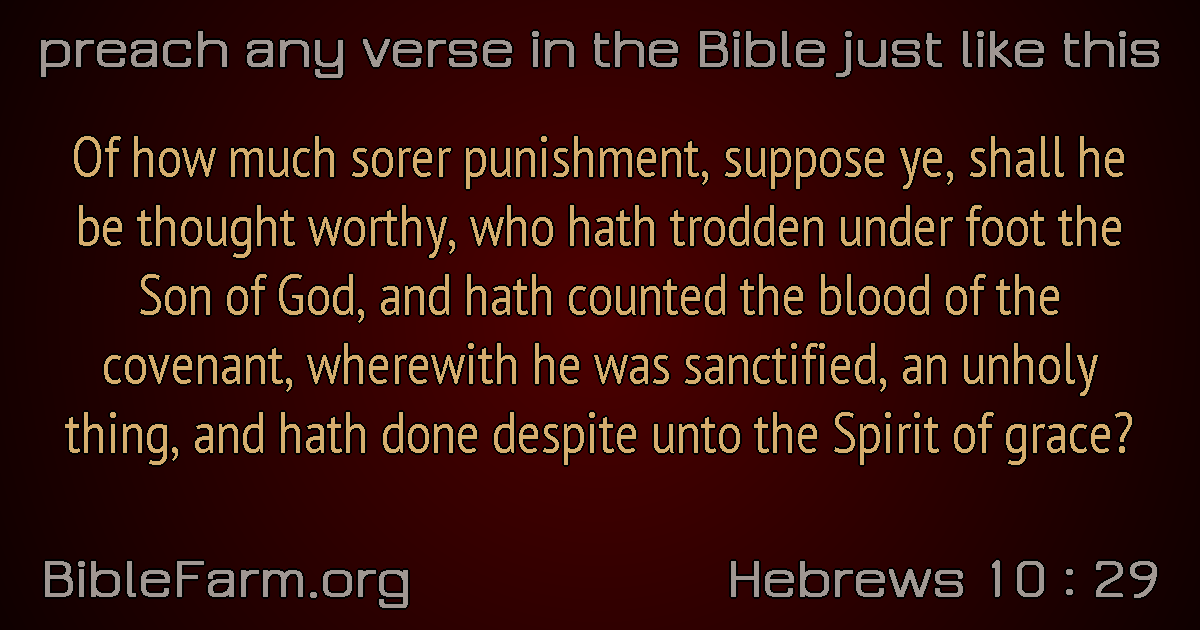 preach any verse in the Bible just like this
Of how much sorer punishment, suppose ye, shall he
be thought worthy, who hath trodden under foot the
Son of God, and hath counted the blood of the
covenant, wherewith he was sanctified, an unholy
thing, and hath done despite unto the Spirit of grace?
BibleFarm.org
Hebrews 10 : 29